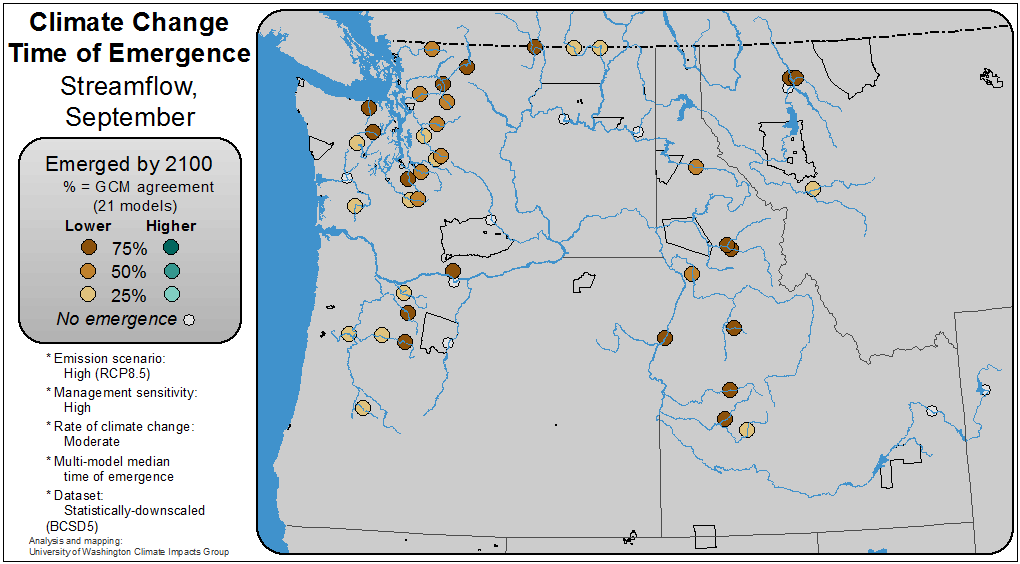 Climate Change
Time of Emergence
Streamflow,
September
Emerged by 2100
% = GCM agreement
(21 models)
Lower Higher
75%
50%
25%
No emergence
* Emission scenario:
High (RCP8.5)
* Management sensitivity:
High
* Rate of climate change:
Moderate
* Multi-model median
time of emergence
* Dataset:
Statistically-downscaled
(BCSD5)
Analysis and mapping:
University of Washington Climate Impacts Group